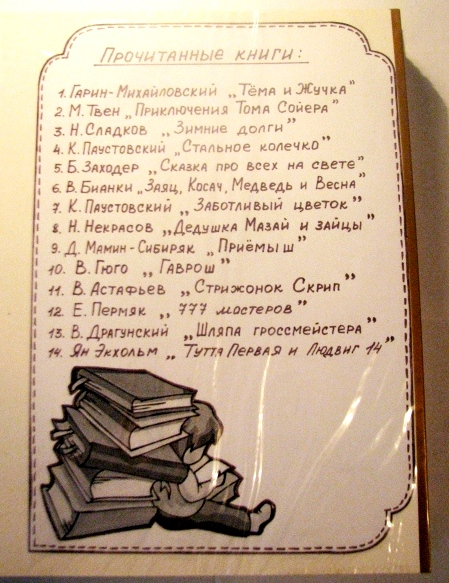 Прочитанные книги:
1. Гарин-Михайловский „Тёма и Жучка”
2. М. Твен „Приключения Тома Сойера”
3. Н. Сладков „Зимние долги”
4. К. Паустовский „Стальное колечко”
5. Б. Заходер „Сказка про всех на свете”
6. В. Бианки „Заяц, Косач, Медведь и Весна”
7. К. Паустовский „Заботливый цветок”
8. Н. Некрасов „Дедушка Мазай и зайцы”
9. Д. Мамин-Сибиряк „Приёмыш”
10. В. Гюго „Гаврош”
11. В. Астафьев „Стрижонок Скрип”
12. Е. Пермяк „777 мастеров”
13. В. Драгунский „Шляпа гроссмейстера”
14. Ян Экхольм „Тутта Первая и Людвиг 14”